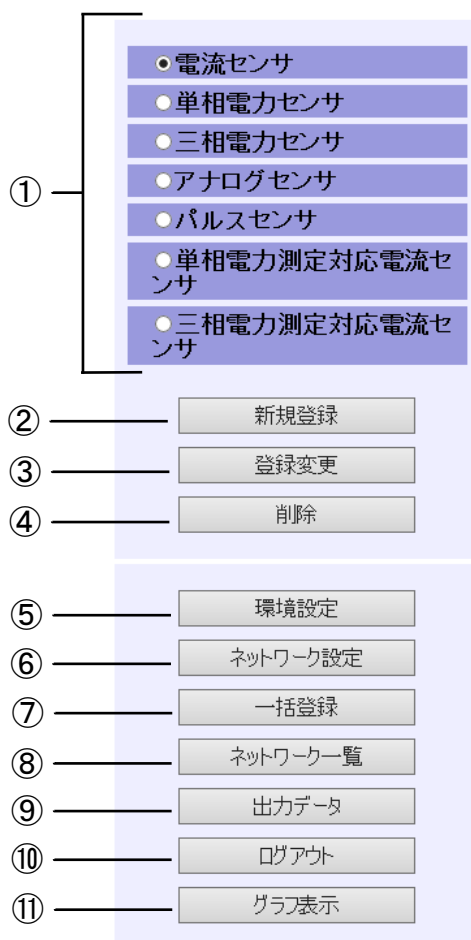 ①
電流センサ
単相電力センサ
三相電力センサ
アナログセンサ
パルスセンサ
単相電力測定対応電流セ
ンサ
三相電力測定対応電流セ
ンサ
② 新規登録
③ 登録変更
④ 削除
⑤ 環境設定
⑥ ネットワーク設定
⑦ 一括登録
⑧ ネットワーク一覧
⑨ 出力データ
⑩ ログアウト
⑪ グラフ表示